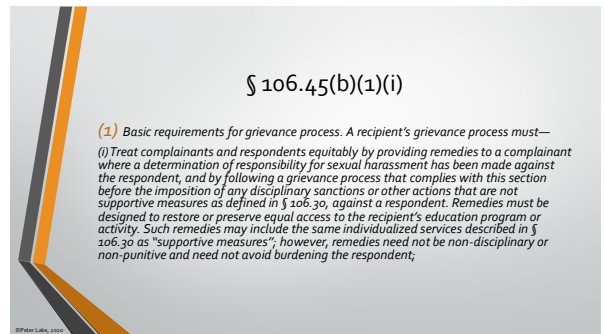 § 106.45(b)(1)(i)
(1) Basic requirements for grievance process. A recipient's grievance process must—
(i) Treat complainants and respondents equitably by providing remedies to a complainant
where a determination of responsibility for sexual harassment has been made against
the respondent, and by following a grievance process that complies with this section
before the imposition of any disciplinary sanctions or other actions that are not
supportive measures as defined in § 106.30, against a respondent. Remedies must be
designed to restore or preserve equal access to the recipient's education program or
activity. Such remedies may include the same individualized services described in §
106.30 as “supportive measures”; however, remedies need not be non-disciplinary or
non-punitive and need not avoid burdening the respondent;
©Peter Lake, 2020